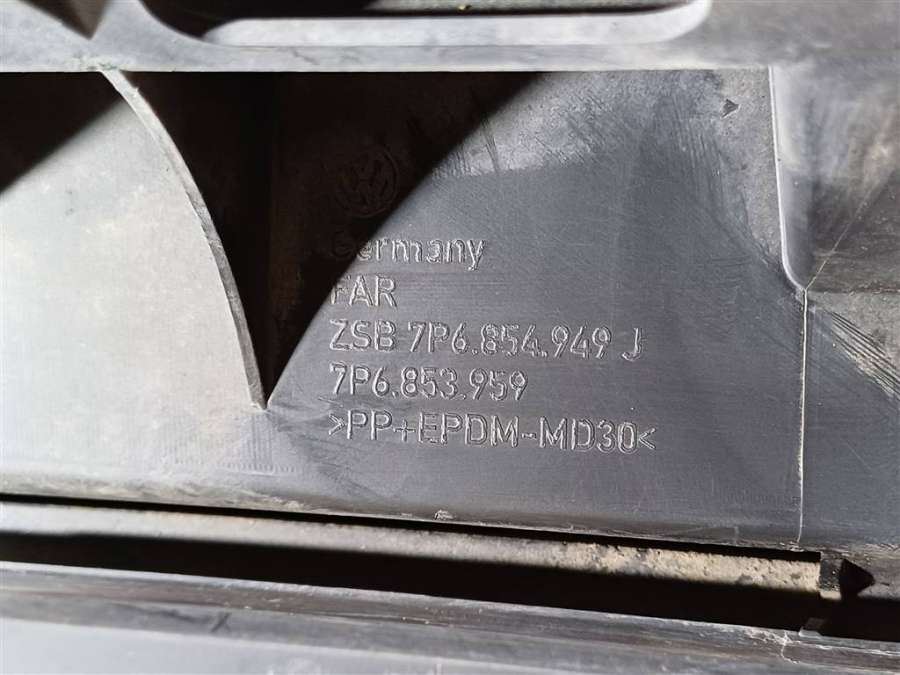 Germany
FAR
ZSB 7P6.854.949 J
7P6.853.959
>PP+EPDM-MD30<